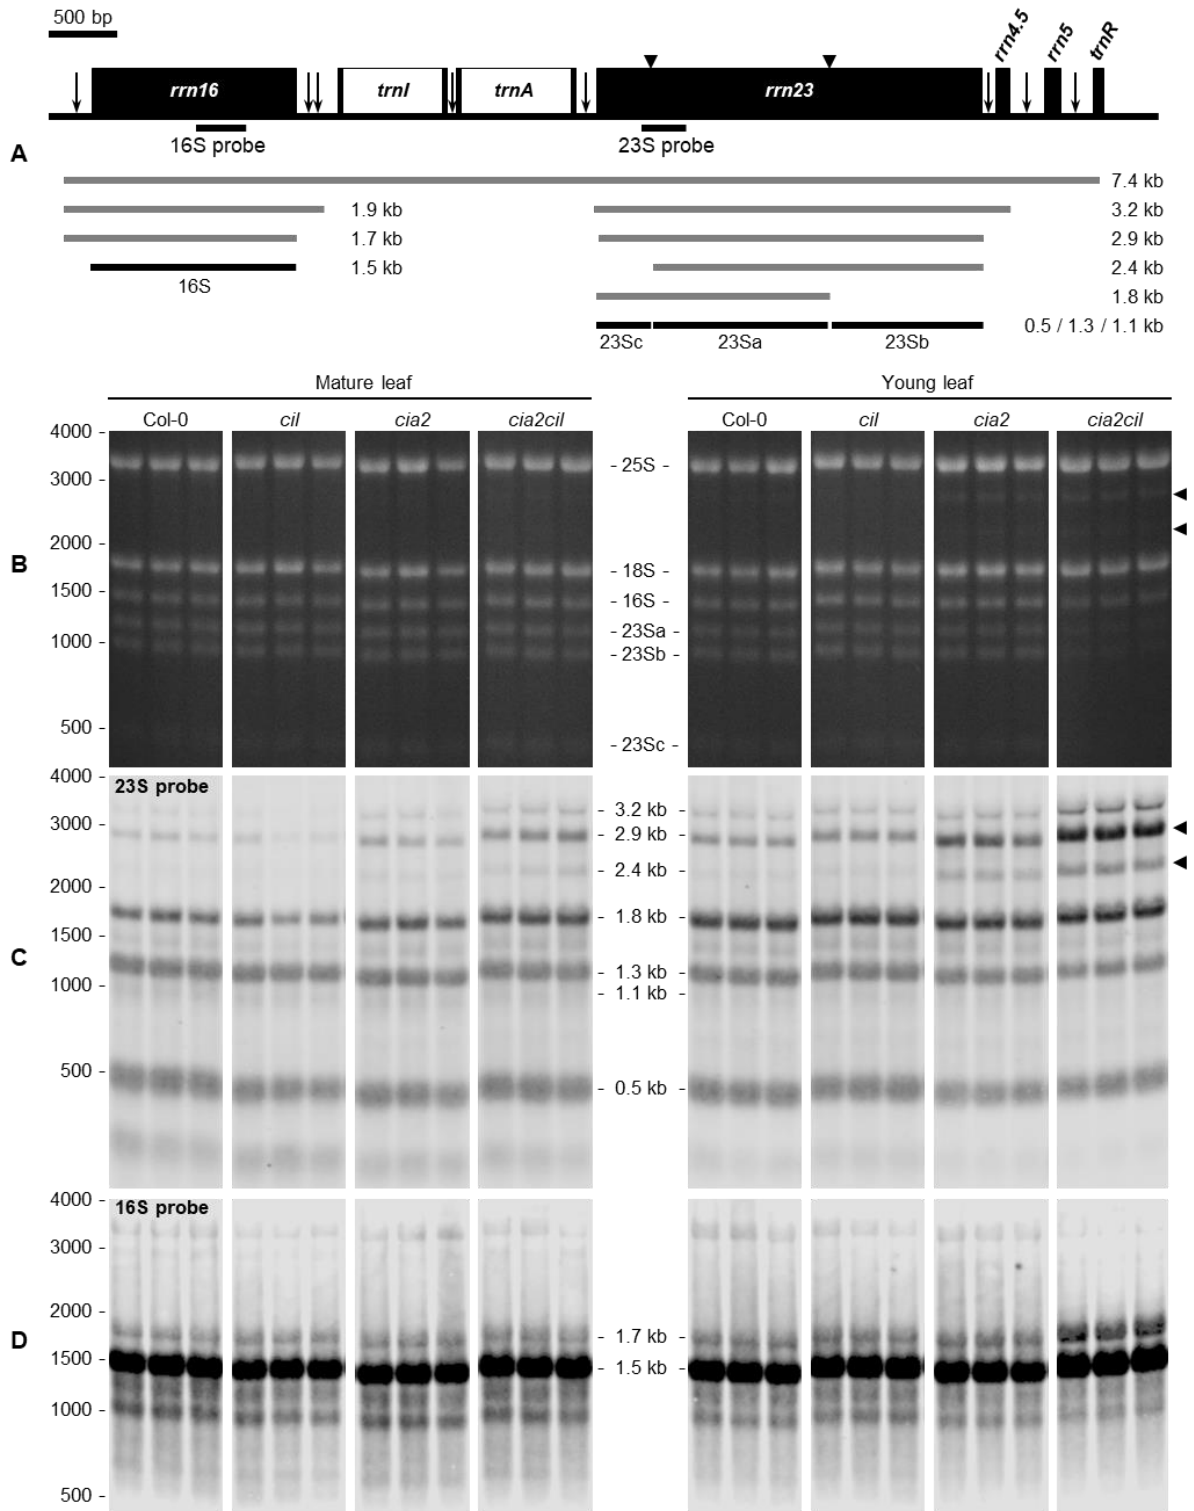 500 bp
rrn4.5 rrn5 trnR
rrn16 trnI trnA rrn23
16S probe 23S probe
A
7.4 kb
1.9 kb 3.2 kb
1.7 kb 2.9 kb
1.5 kb 2.4 kb
16S
1.8 kb
0.5 / 1.3 / 1.1 kb
23Sc 23Sa 23Sb
Mature leaf Young leaf
Col-0 cil cia2 cia2cil Col-0 cil cia2 cia2cil
B
4000 -
- 25S -
3000 -
2000 -
- 18S -
1500 -
- 16S -
- 23Sa -
1000 -
- 23Sb -
500 -
- 23Sc -
C
4000 -
23S probe
- 3.2 kb -
3000 -
- 2.9 kb -
- 2.4 kb -
2000 -
- 1.8 kb -
1500 -
- 1.3 kb -
1000 -
- 1.1 kb -
500 -
- 0.5 kb -
D
4000 -
16S probe
3000 -
2000 -
- 1.7 kb -
1500 -
- 1.5 kb -
1000 -
500 -